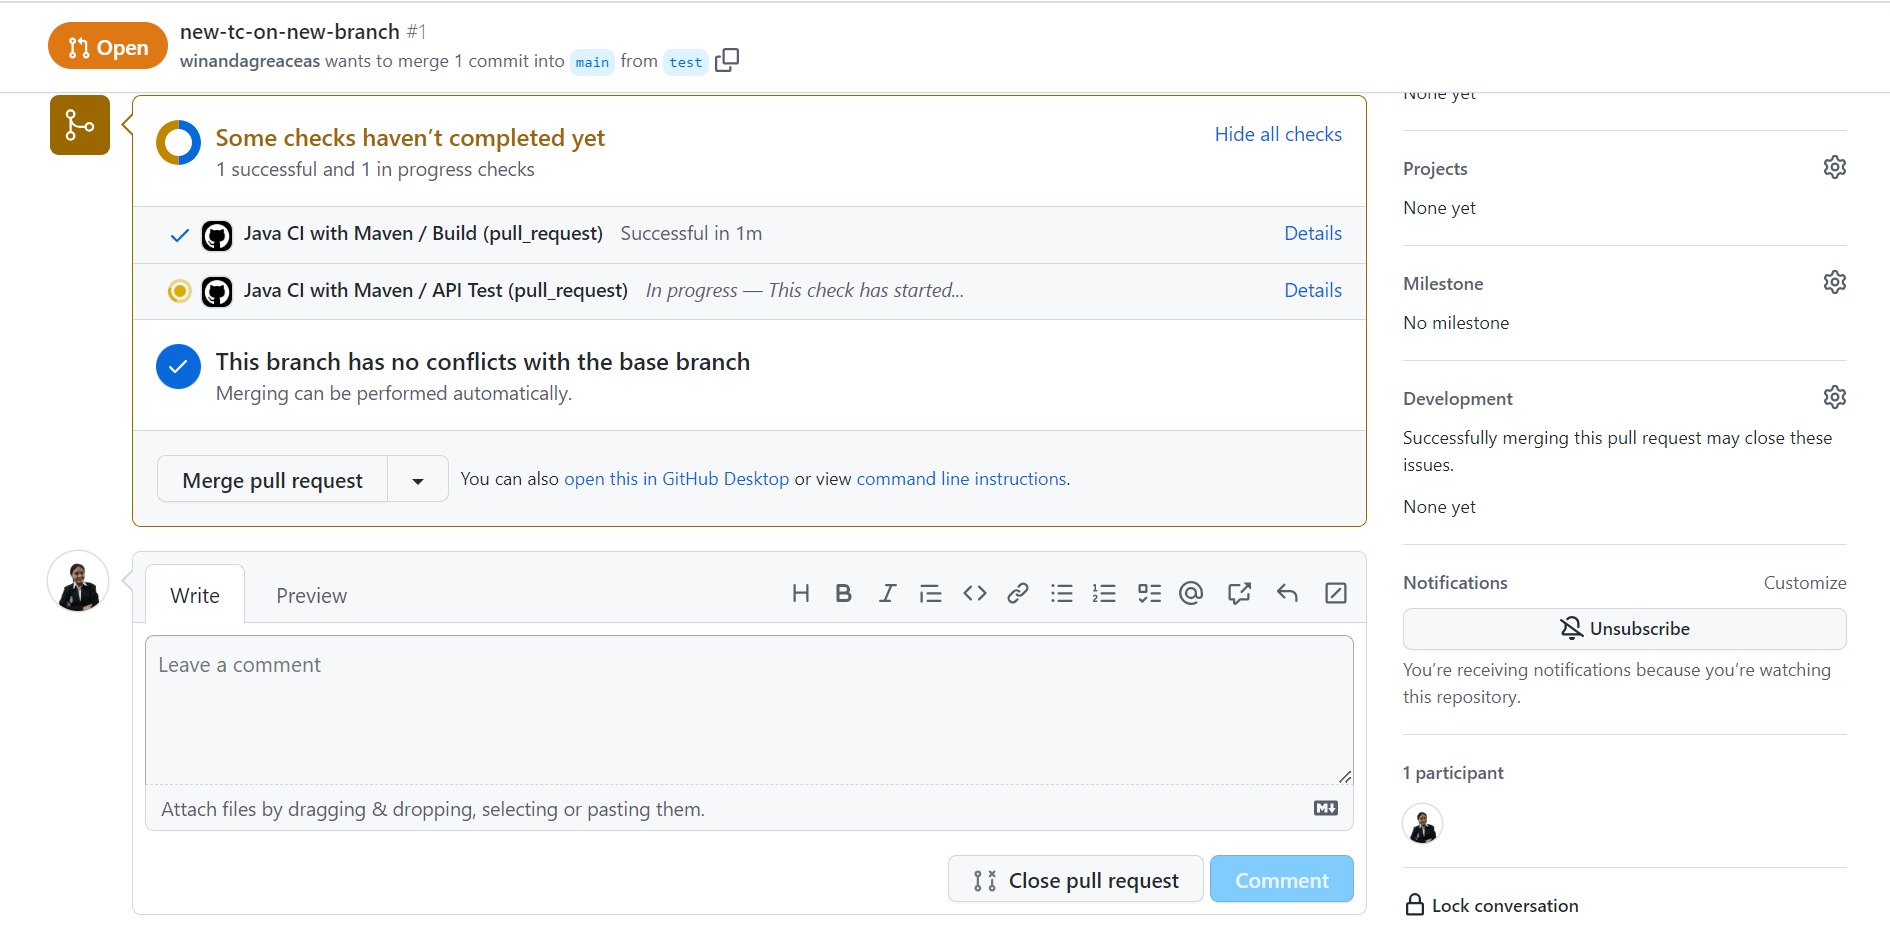 Open
new-tc-on-new-branch #1
winandagreaceas wants to merge 1 commit into main from test
Some checks haven’t completed yet
Hide all checks
1 successful and 1 in progress checks
Java CI with Maven / Build (pull_request) Successful in 1m Details
Java CI with Maven / API Test (pull_request) In progress — This check has started... Details
This branch has no conflicts with the base branch
Merging can be performed automatically.
Merge pull request
You can also open this in GitHub Desktop or view command line instructions.
Write Preview
Leave a comment
Attach files by dragging & dropping, selecting or pasting them.
Close pull request Comment
None yet
Projects
None yet
Milestone
No milestone
Development
Successfully merging this pull request may close these
issues.
None yet
Notifications Customize
Unsubscribe
You’re receiving notifications because you’re watching
this repository.
1 participant
Lock conversation